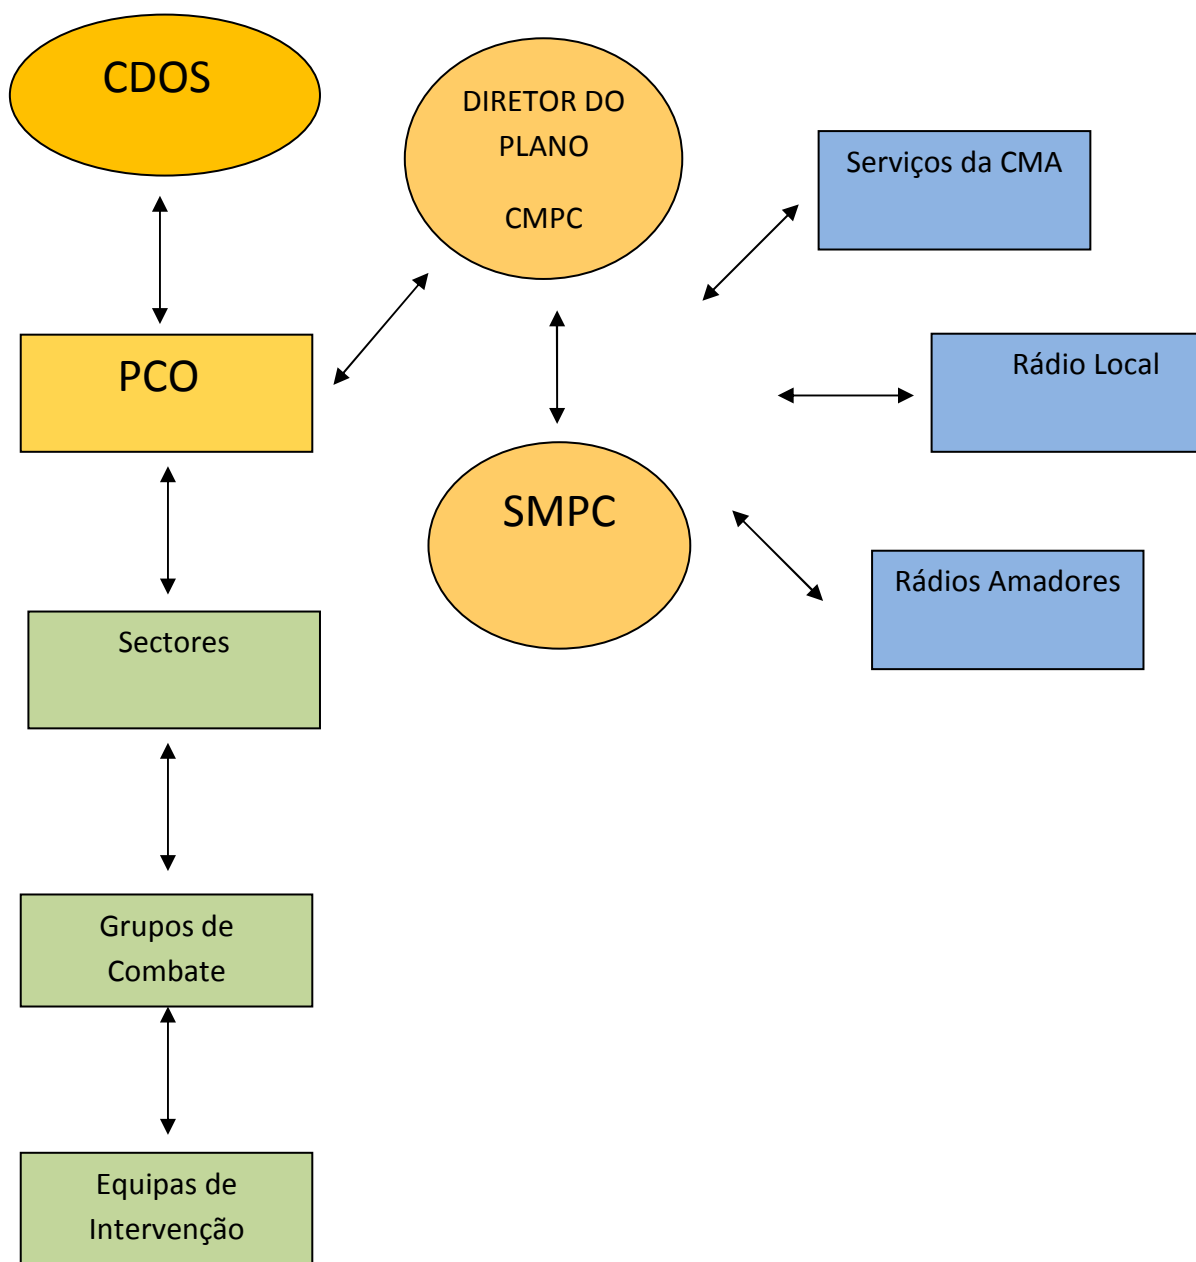 CDOS
DIRETOR DO
PLANO
CMPC
Serviços da CMA
PCO
Rádio Local
SMPC
Rádios Amadores
Sectores
Grupos de
Combate
Equipas de
Intervenção